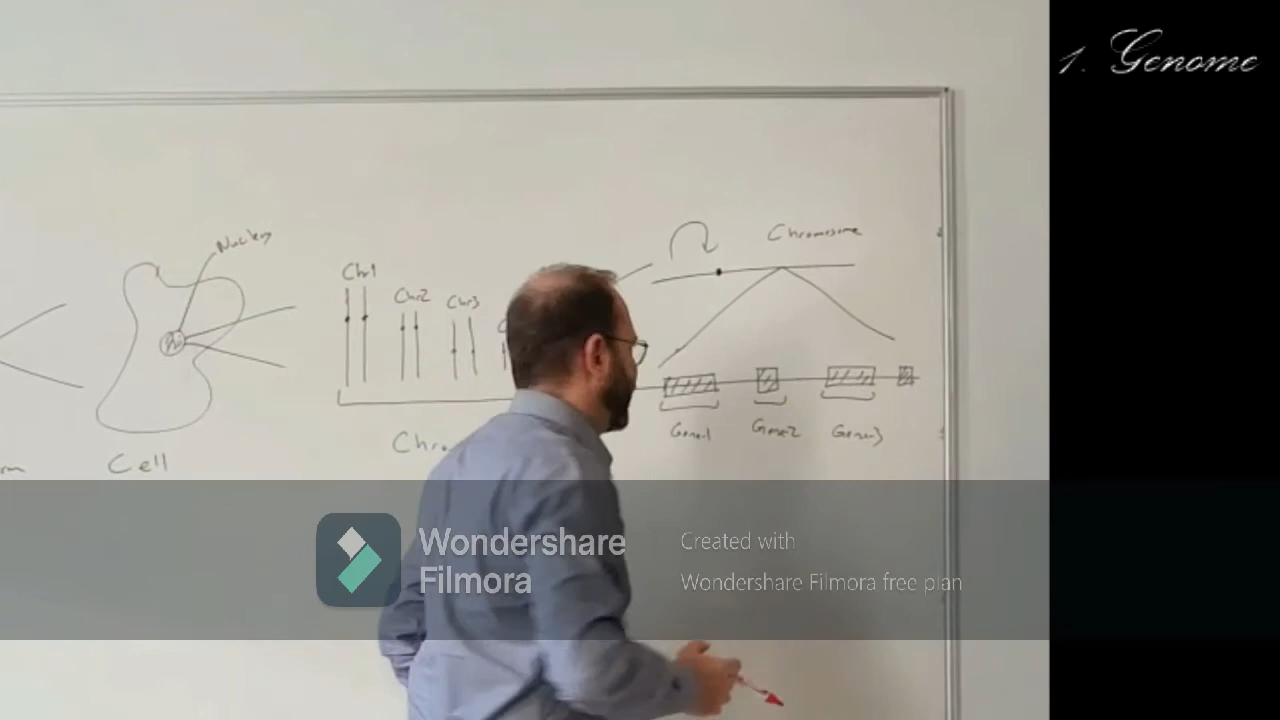 1. Genome
Nucleus
Chr1
Chr2
Chr3
Chromosome
Gene1
Gene2
Gene3
Cell
Wondershare
Filmora
Created with
Wondershare Filmora free plan